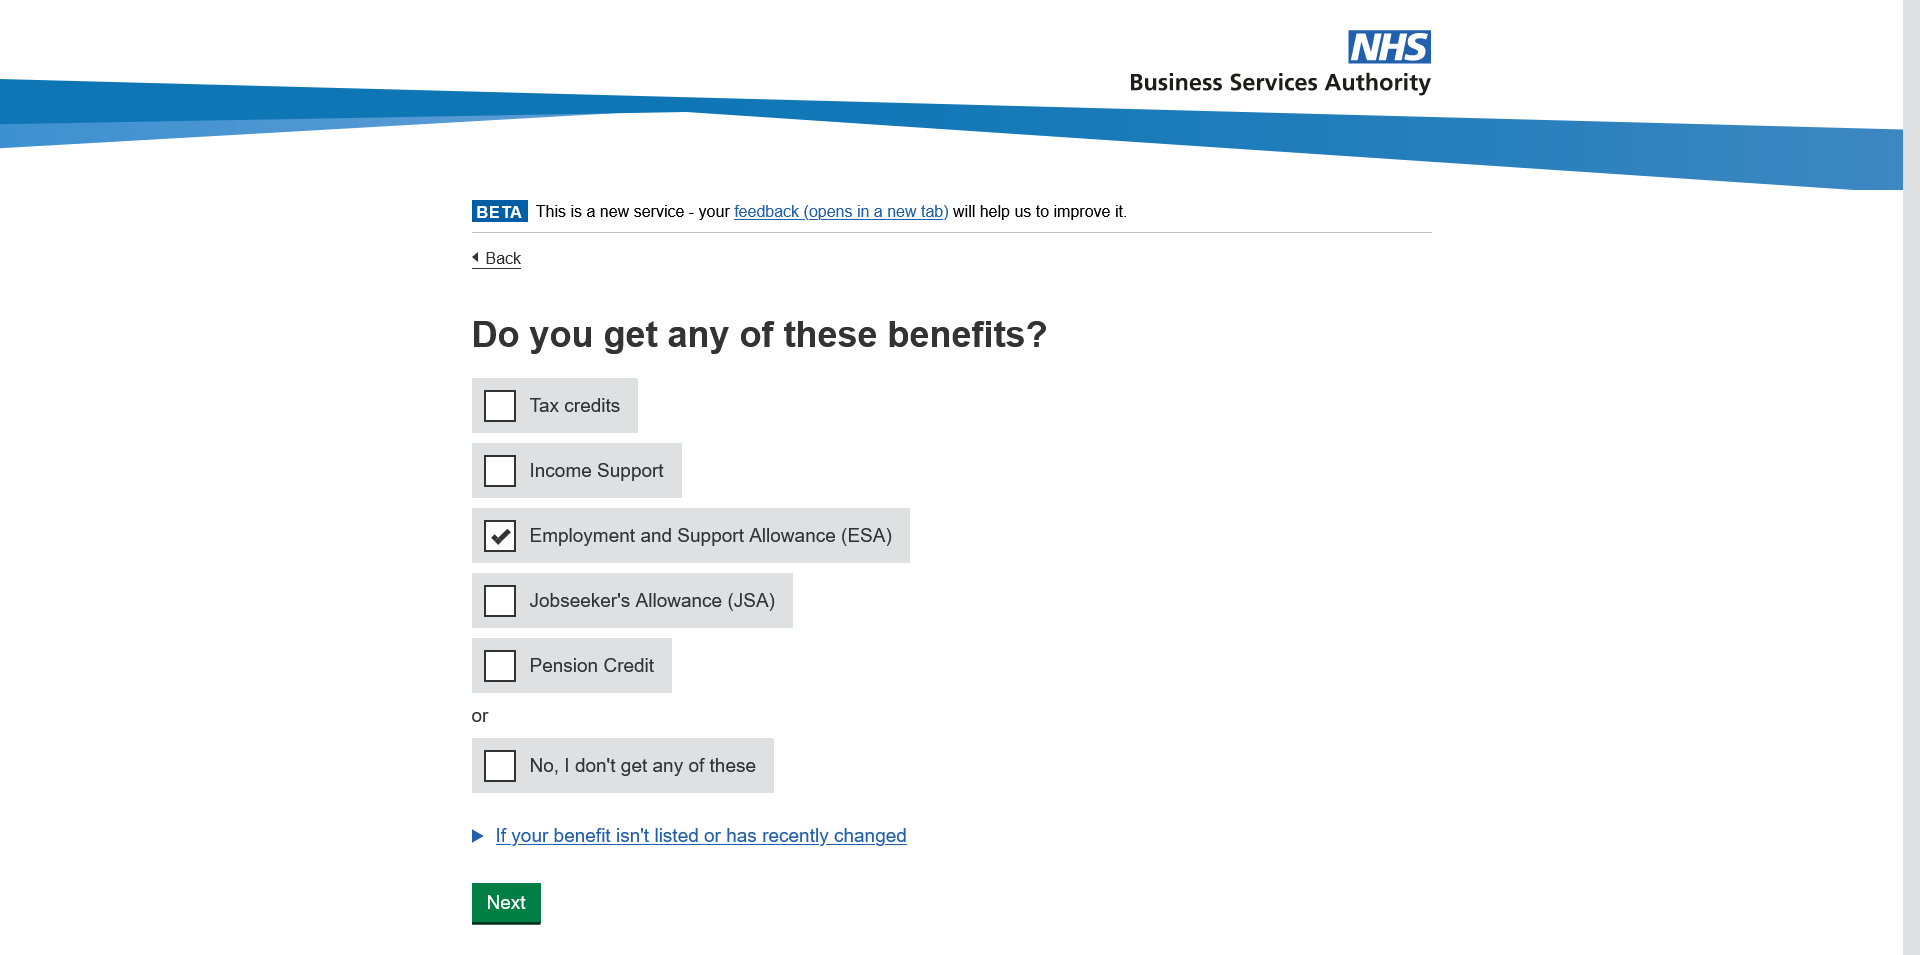 NHS
Business Services Authority
BETA This is a new service - your feedback (opens in a new tab) will help us to improve it.
Back
Do you get any of these benefits?
Tax credits
Income Support
Employment and Support Allowance (ESA)
Jobseeker's Allowance (JSA)
Pension Credit
or
No, I don't get any of these
If your benefit isn't listed or has recently changed
Next